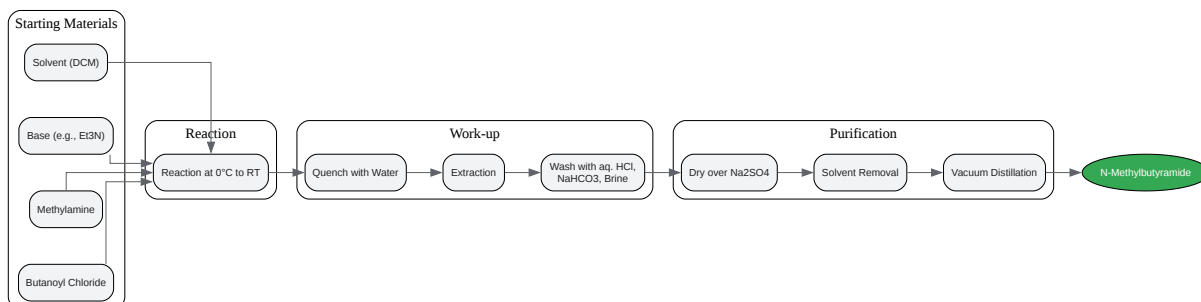 Starting Materials
Solvent (DCM)
Base (e.g., Et3N)
Methylamine
Butanoyl Chloride
Reaction
Reaction at 0°C to RT
Work-up
Quench with Water
Extraction
Wash with aq. HCl,
NaHCO3, Brine
Purification
Dry over Na2SO4
Solvent Removal
Vacuum Distillation
N-Methylbutyramide